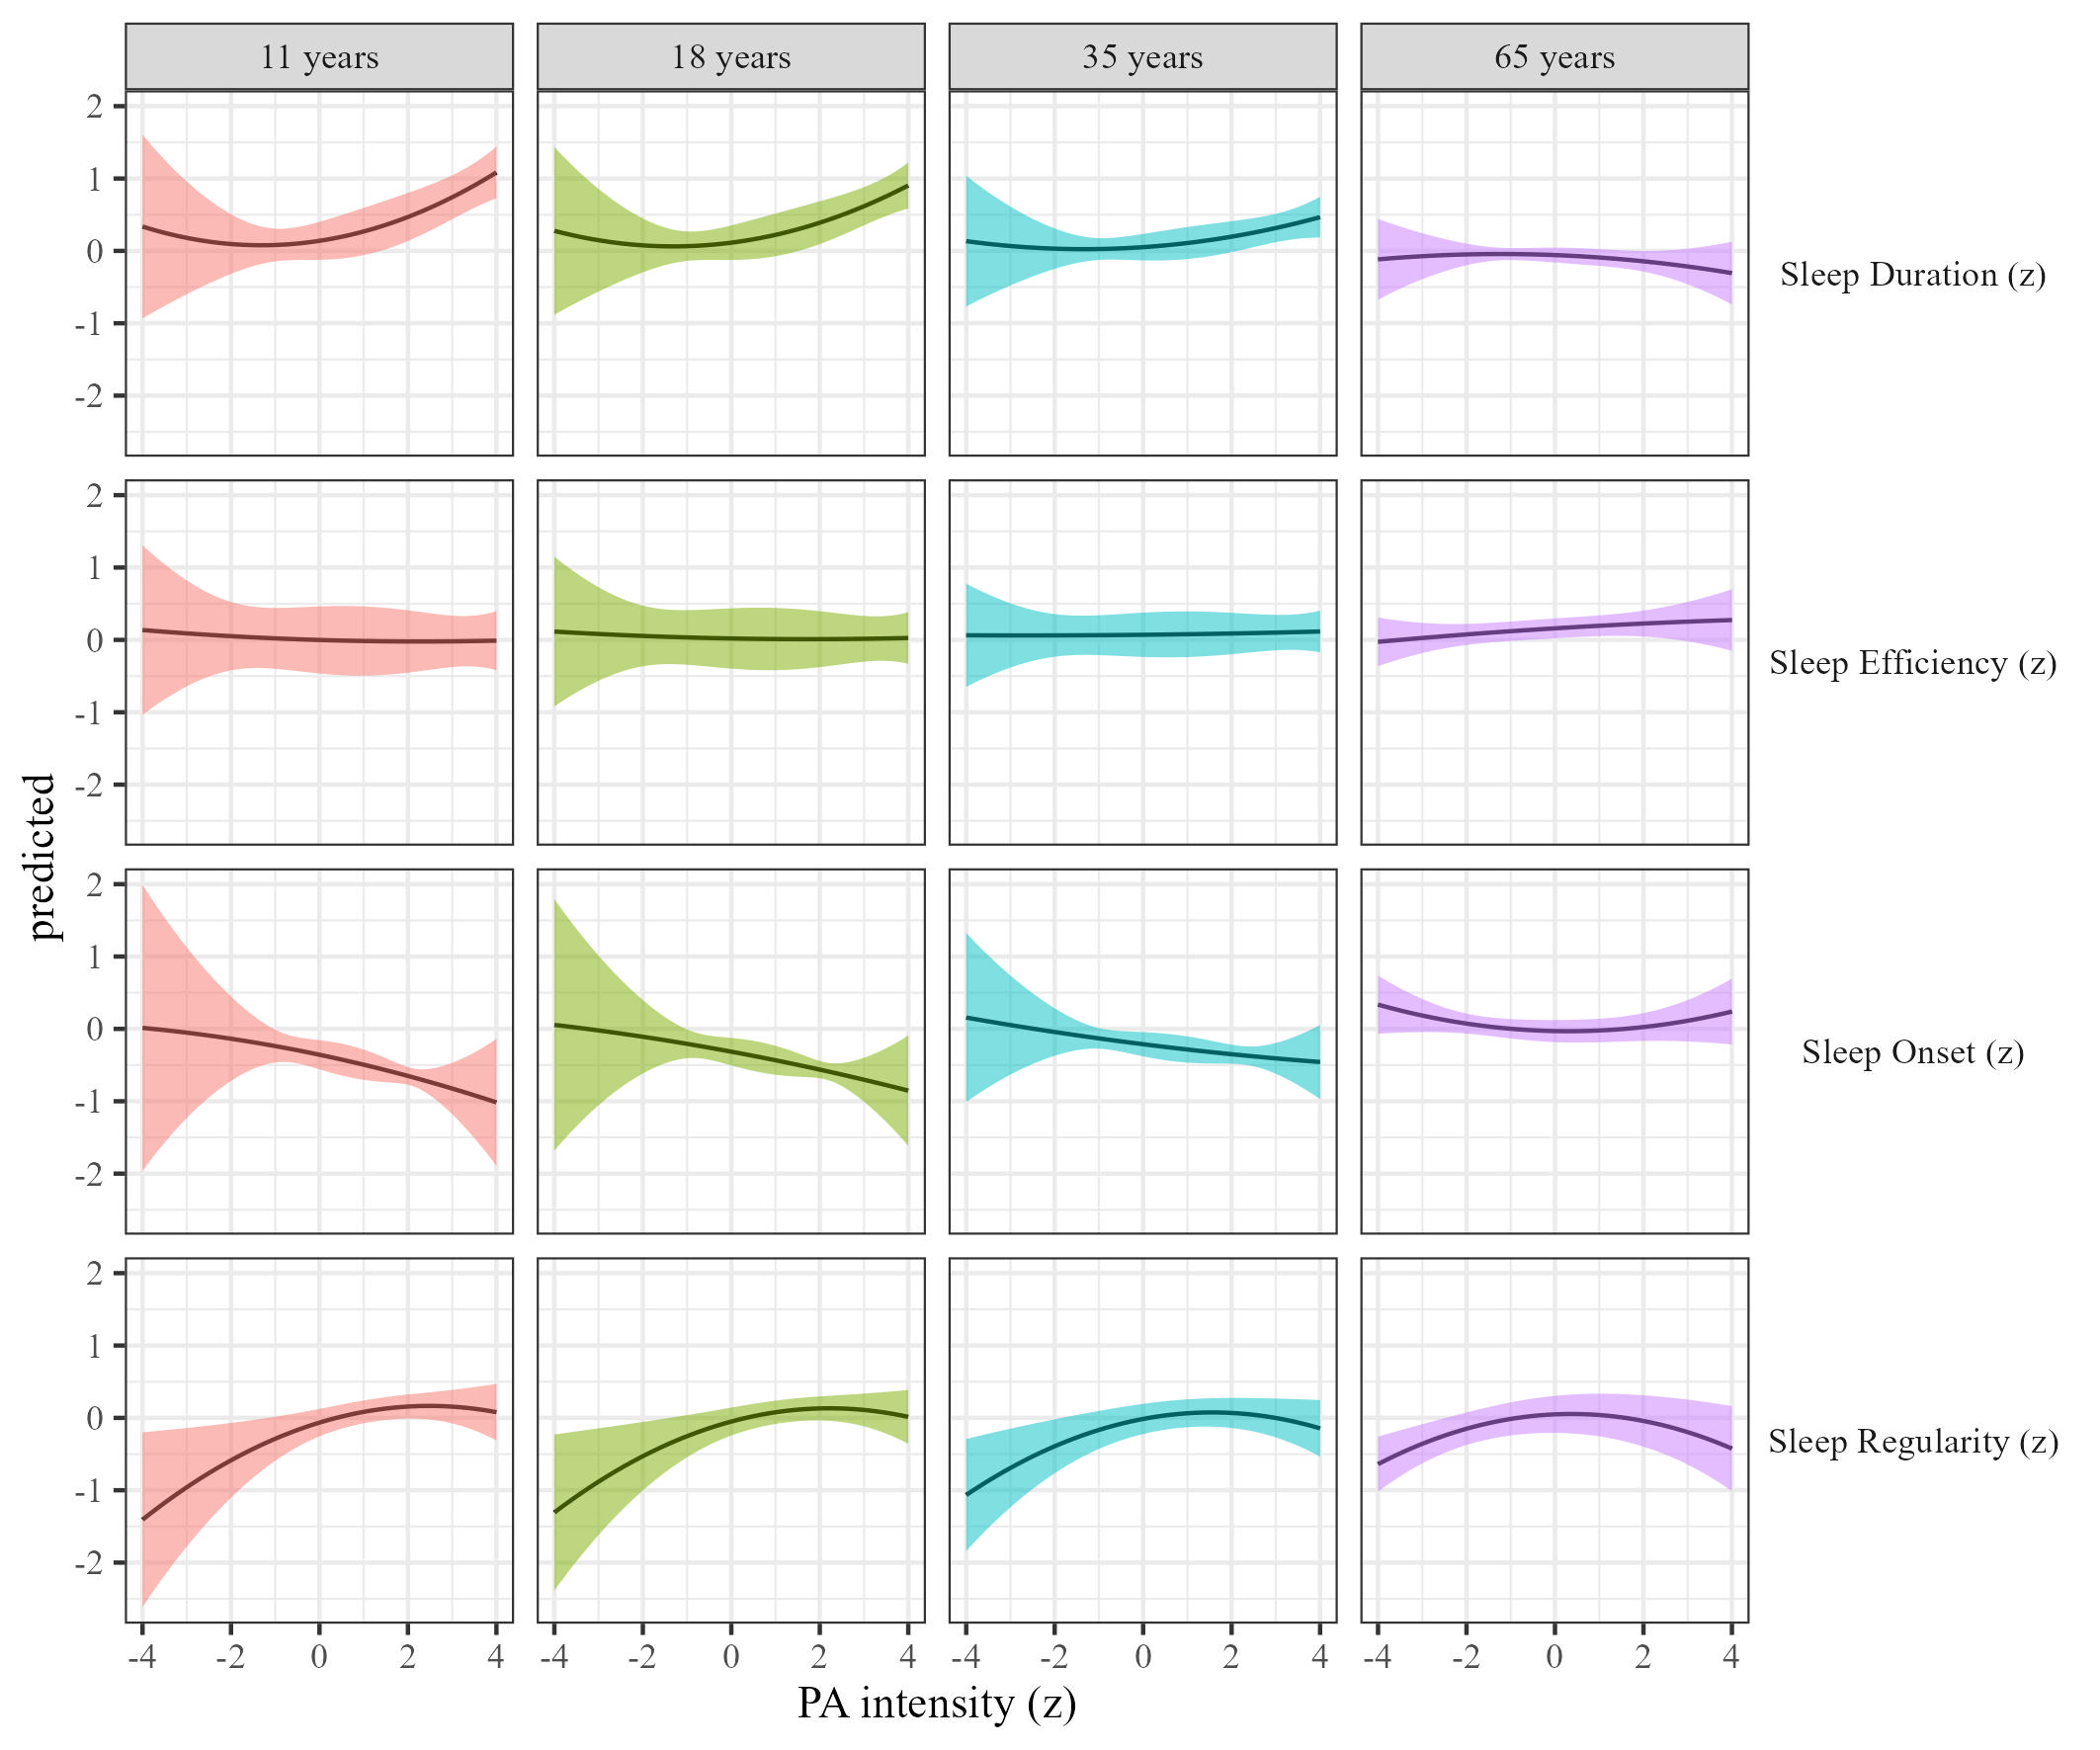 11 years 18 years 35 years 65 years
2
1
0
-1
-2
Sleep Duration (z)
2
1
0
-1
-2
Sleep Efficiency (z)
predicted
2
1
0
-1
-2
Sleep Onset (z)
2
1
0
-1
-2
Sleep Regularity (z)
-4 -2 0 2 4 -4 -2 0 2 4 -4 -2 0 2 4 -4 -2 0 2 4
PA intensity (z)